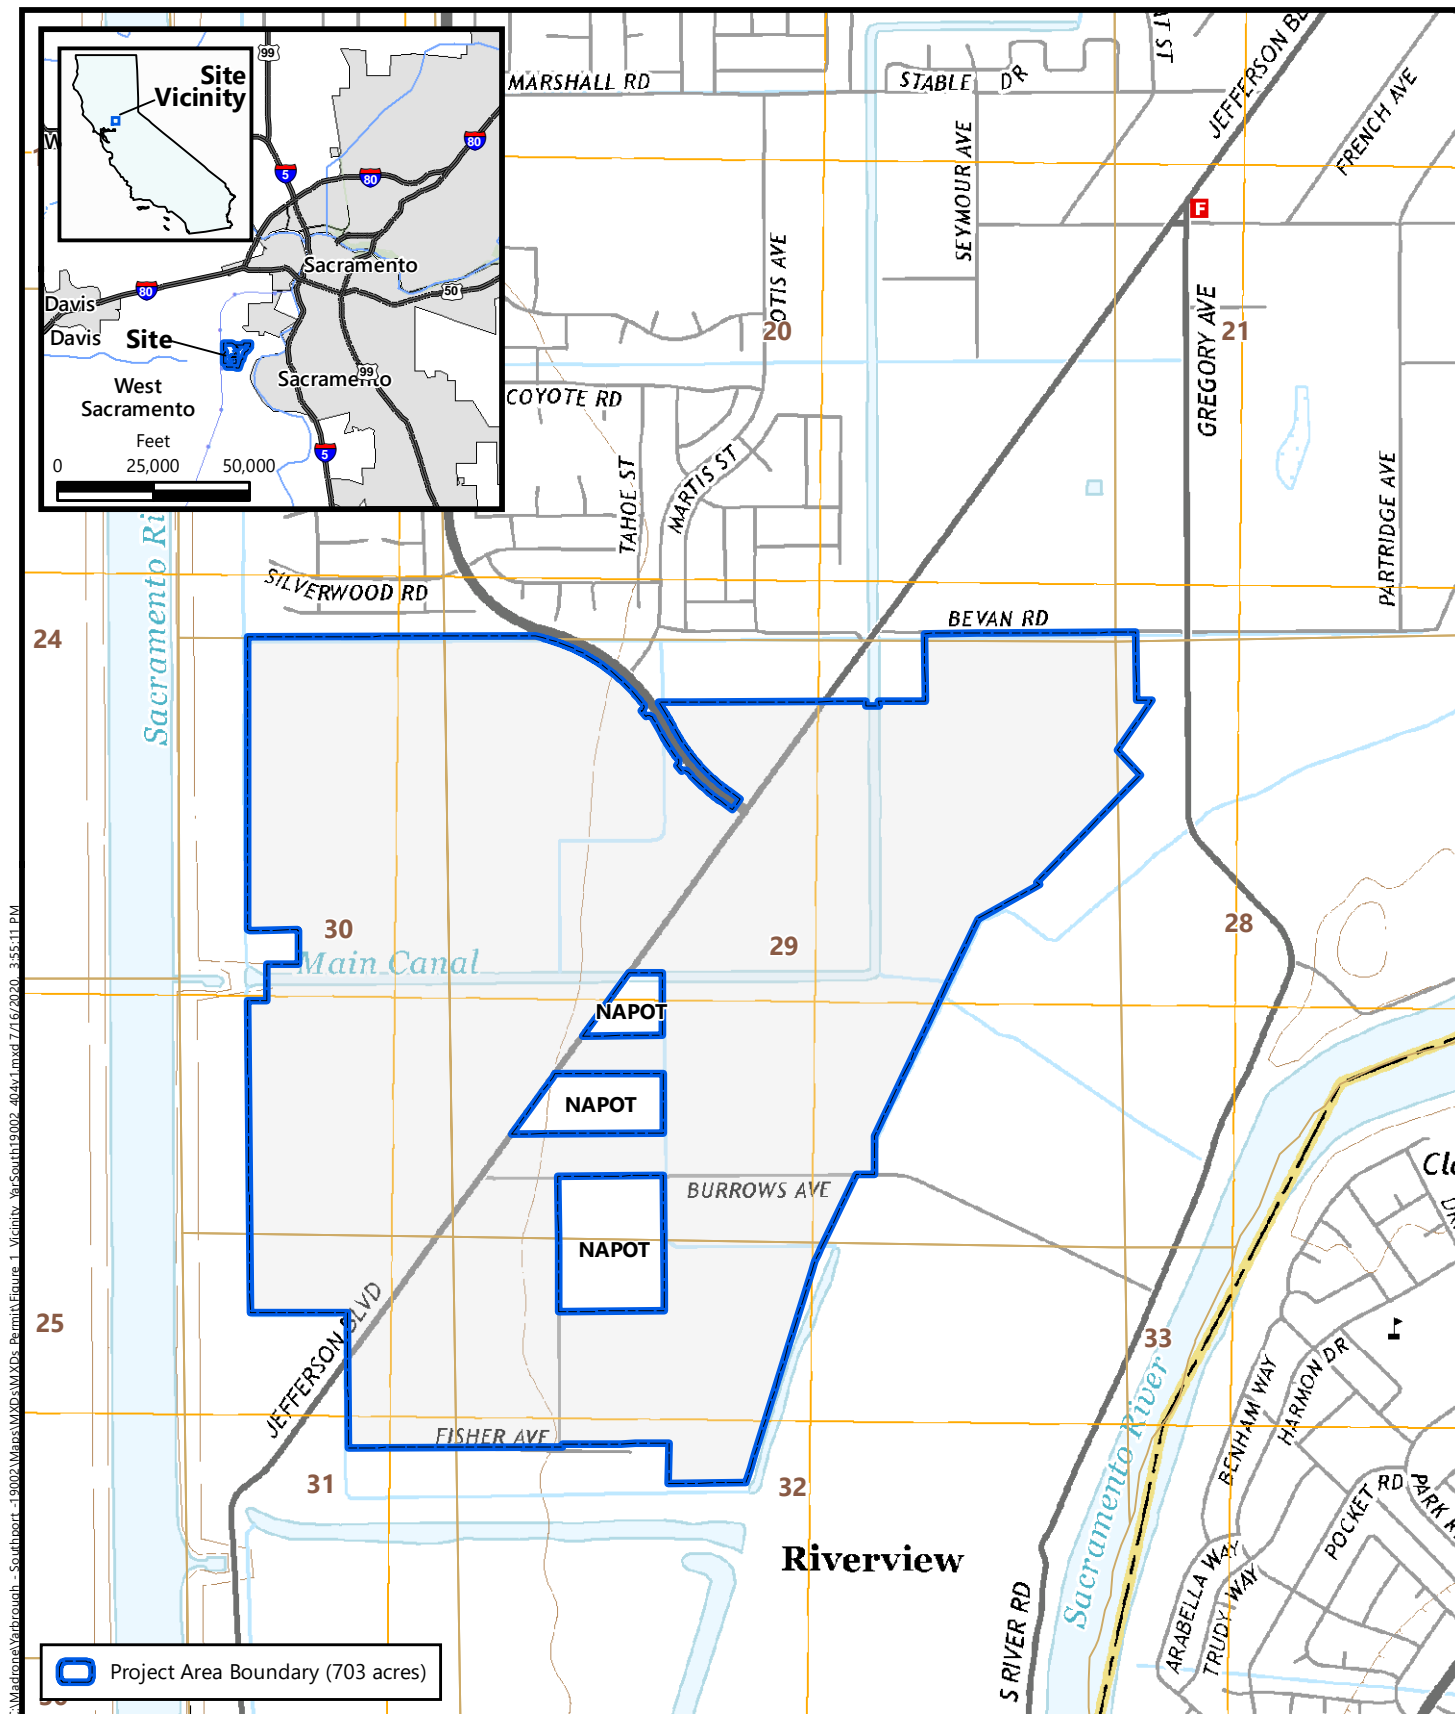 MARSHALL RD
STABLE DR
JEFFERSON BL
FRENCH AVE
SEYMOUR AVE
OTIS AVE
F
GREGORY AVE
20
21
COYOTE RD
TAHOE ST
MARTIS ST
PARTRIDGE AVE
SILVERWOOD RD
BEVAN RD
Site
Vicinity
99
80
5
80
Sacramento
80
50
Davis
Davis
Site
99
Sacramento
West
Sacramento
5
Feet
0 25,000 50,000
Sacramento Ri
24
30
29
28
Main Canal
NAPOT
NAPOT
BURROWS AVE
NAPOT
25
JEFFERSON BLVD
33
FISHER AVE
31
32
Riverview
Sacramento River
S RIVER RD
BENHAM WAY
HARMON DR
POCKET RD
PARK
ARABELLA WAY
TRUDY WAY
Project Area Boundary (703 acres)